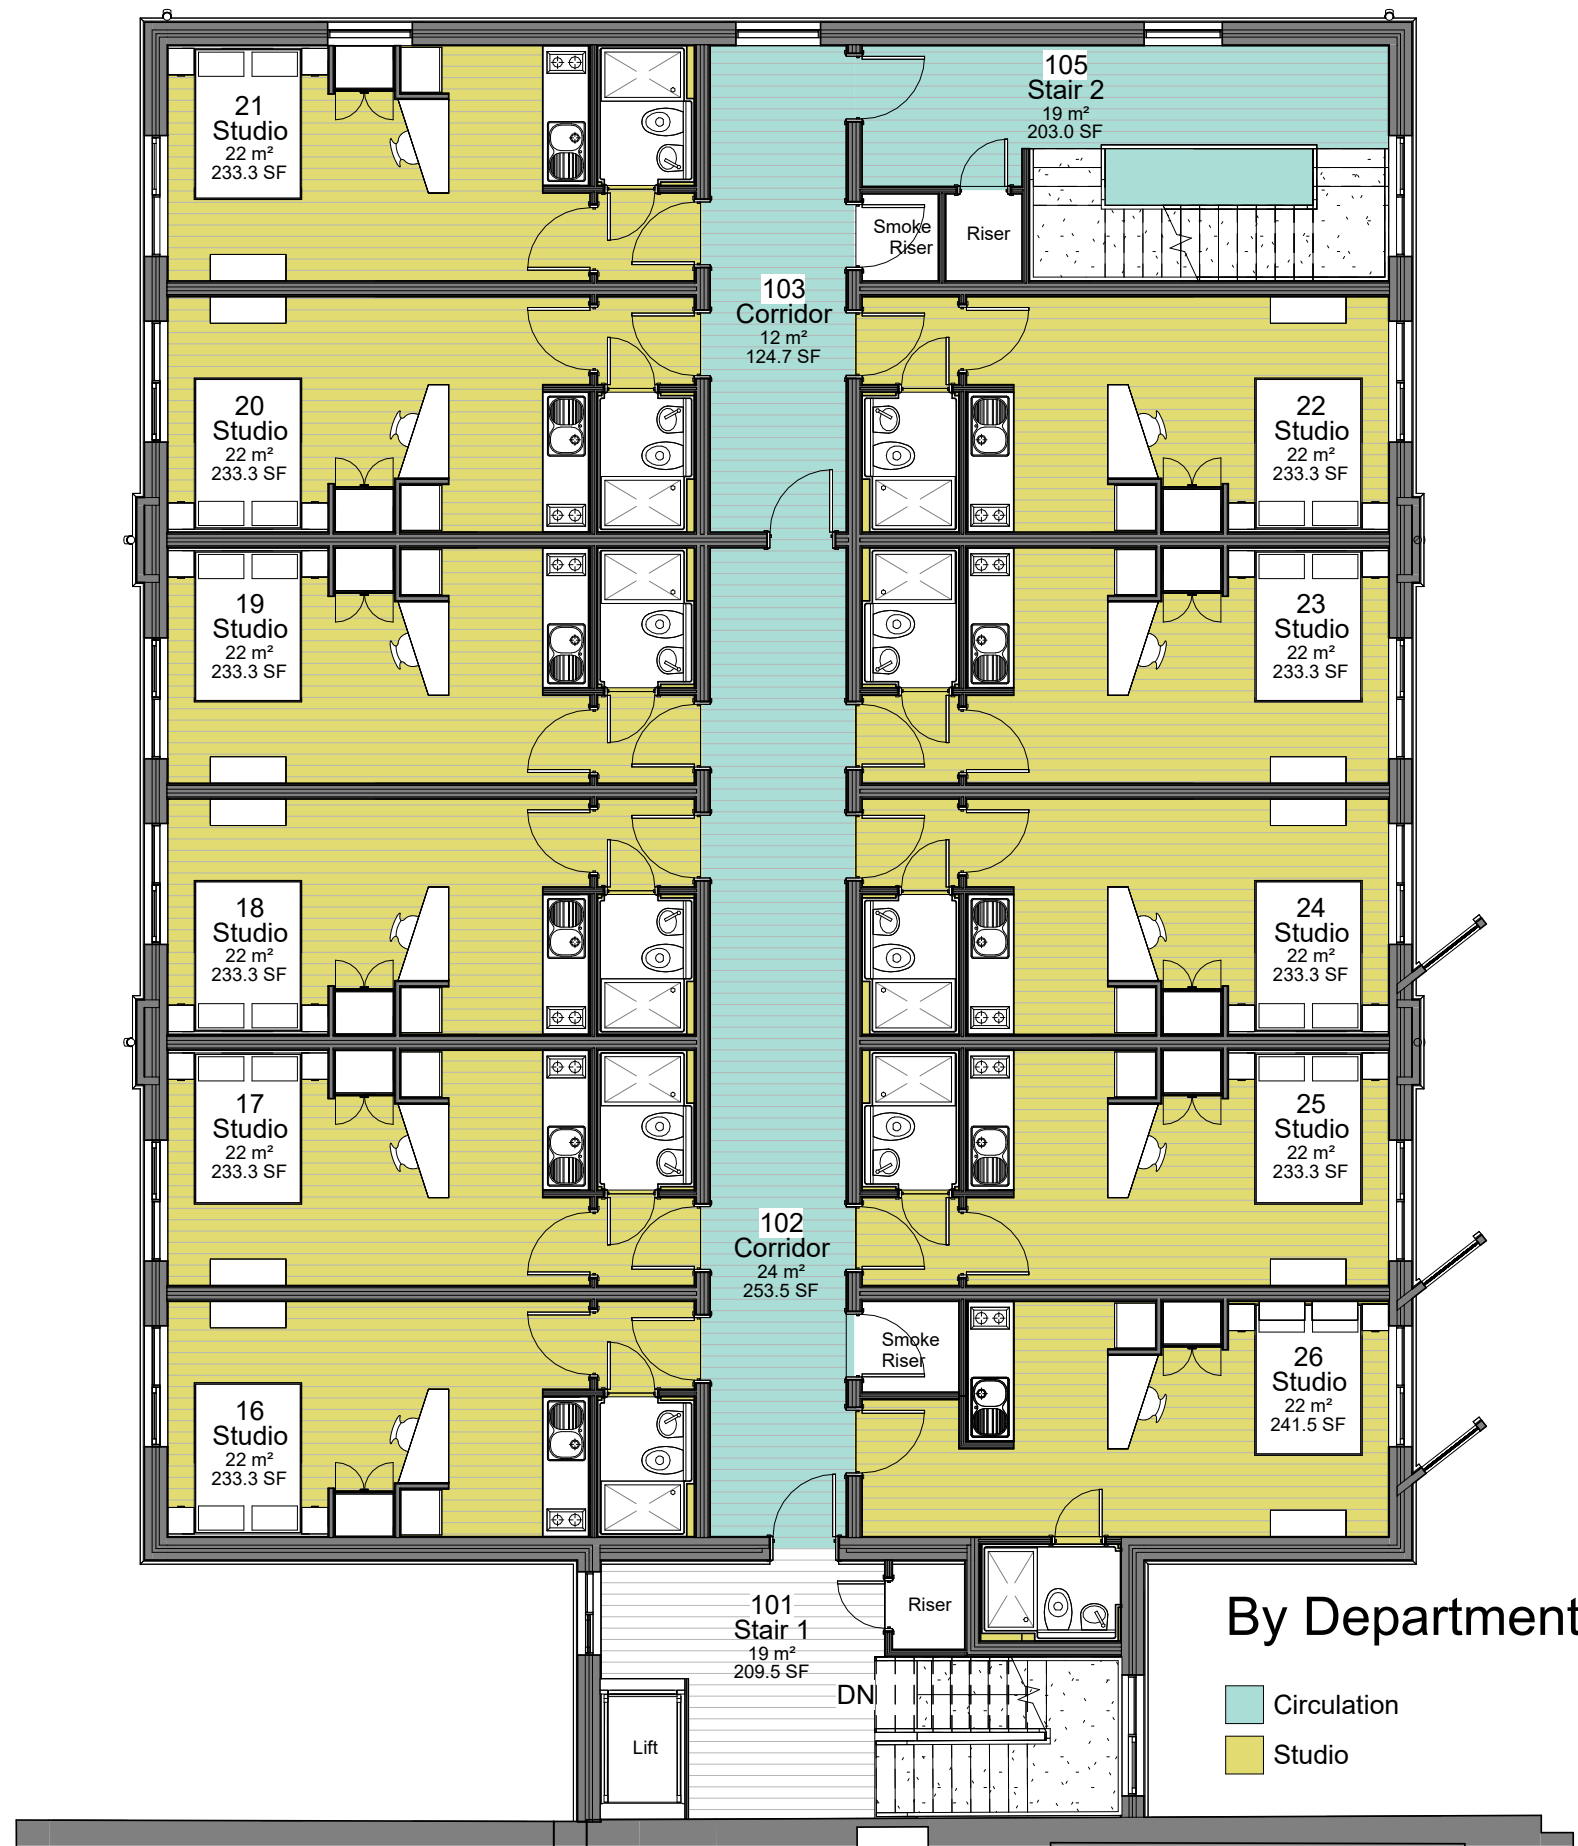 105
Stair 2
19 m²
203.0 SF
21
Studio
22 m²
233.3 SF
Smoke
Riser
Riser
103
Corridor
12 m²
124.7 SF
20
Studio
22 m²
233.3 SF
22
Studio
22 m²
233.3 SF
19
Studio
22 m²
233.3 SF
23
Studio
22 m²
233.3 SF
18
Studio
22 m²
233.3 SF
24
Studio
22 m²
233.3 SF
17
Studio
22 m²
233.3 SF
25
Studio
22 m²
233.3 SF
102
Corridor
24 m²
253.5 SF
Smoke
Riser
16
Studio
22 m²
233.3 SF
26
Studio
22 m²
241.5 SF
101
Stair 1
19 m²
209.5 SF
Riser
DN
Lift
By Department
Circulation
Studio